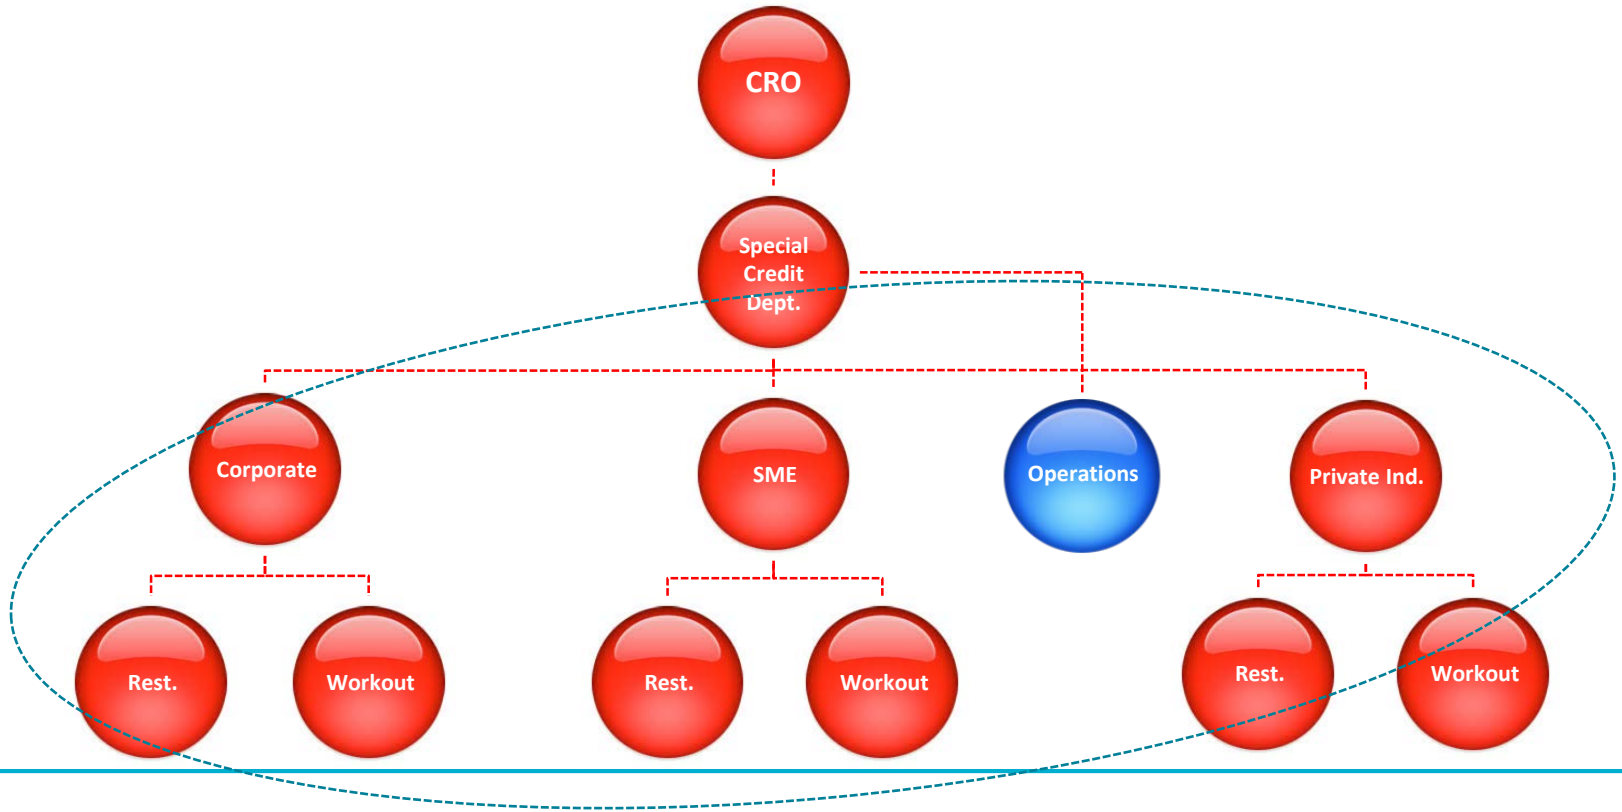 CRO
Special
Credit
Dept.
Corporate
SME
Operations
Private Ind.
Rest.
Workout
Rest.
Workout
Rest.
Workout